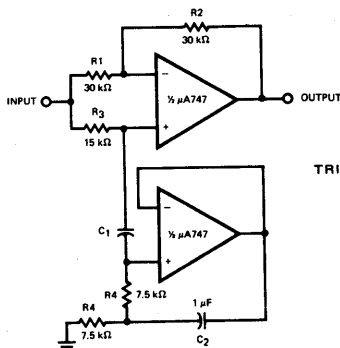 R2
30 kΩ
R1
30 kΩ
−
½ μA747
INPUT
OUTPUT
R3
15 kΩ
+
TRI
−
½ μA747
C1
+
R4
7.5 kΩ
1 μF
R4
7.5 kΩ
C2